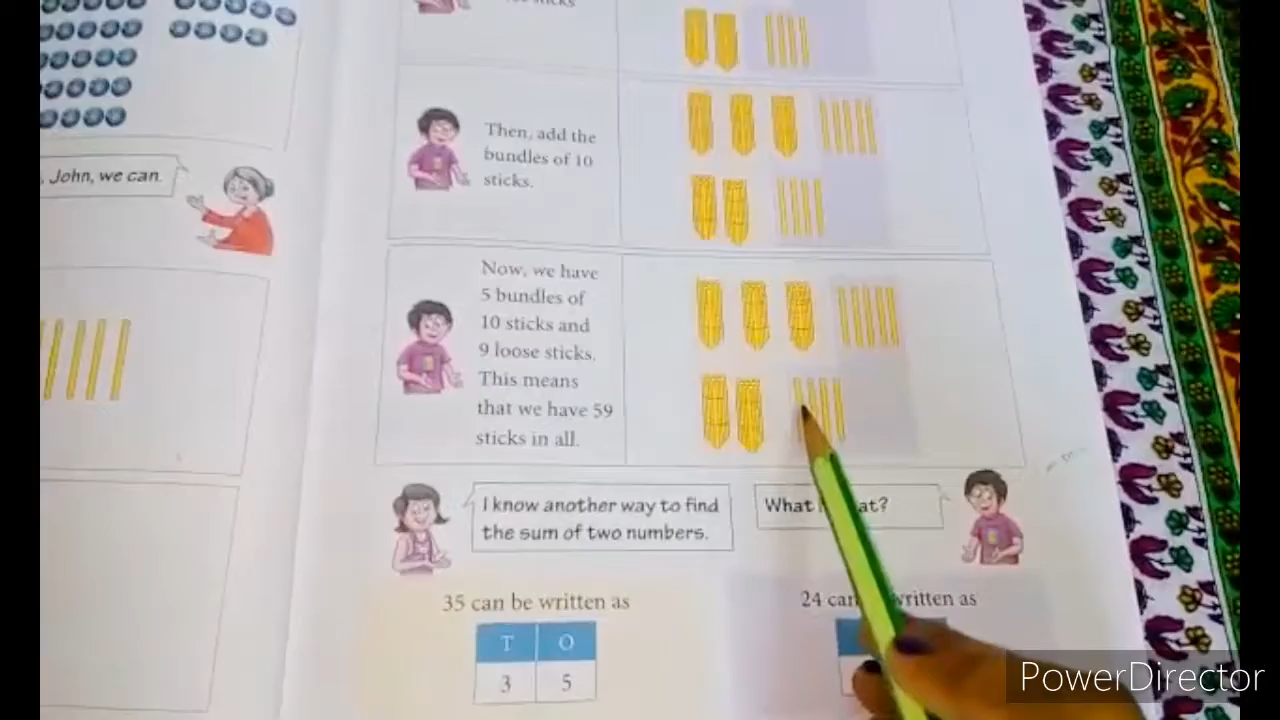 sticks
Then, add the
bundles of 10
sticks.
, John, we can.
Now, we have
5 bundles of
10 sticks and
9 loose sticks.
This means
that we have 59
sticks in all.
I know another way to find
the sum of two numbers.
What at?
35 can be written as
T O
3 5
24 can written as
PowerDirector